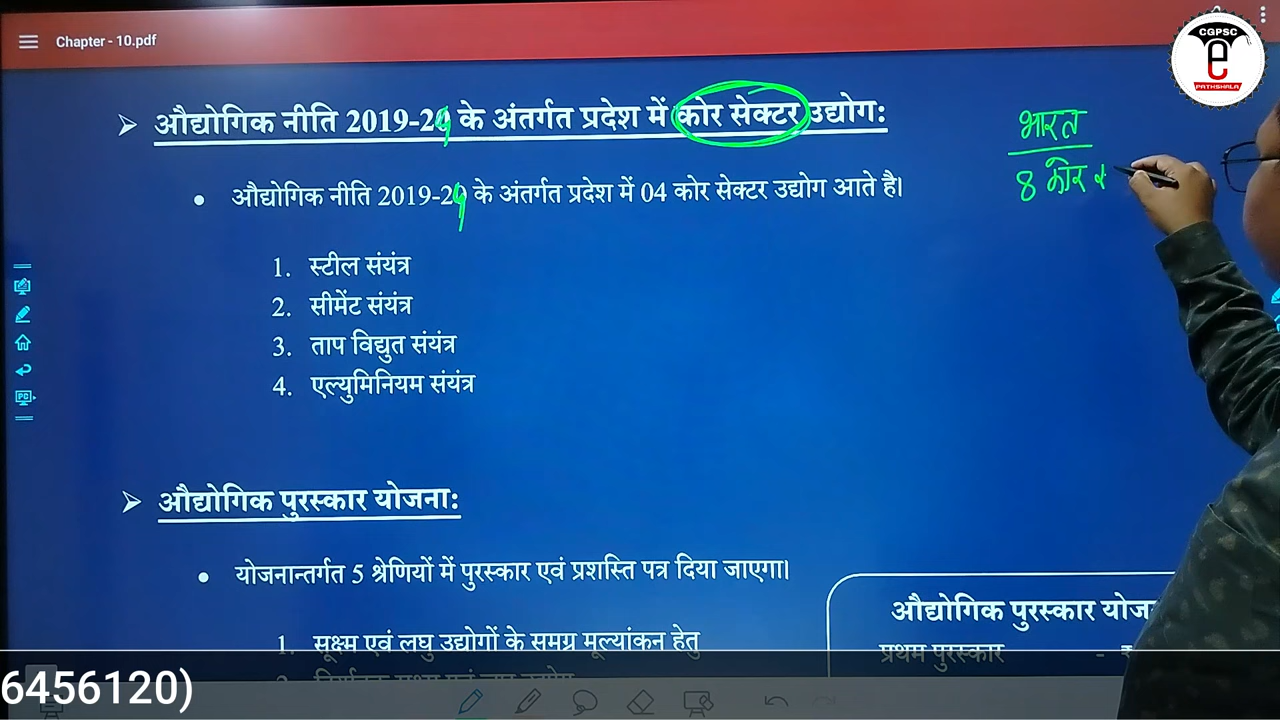 Chapter - 10.pdf
CGPSC
e
PATHSHALA
औद्योगिक नीति 2019-24 के अंतर्गत प्रदेश में कोर सेक्टर उद्योग:
भारत
8 कोर
औद्योगिक नीति 2019-24 के अंतर्गत प्रदेश में 04 कोर सेक्टर उद्योग आते है।
1. स्टील संयंत्र
2. सीमेंट संयंत्र
3. ताप विद्युत संयंत्र
4. एल्युमिनियम संयंत्र
औद्योगिक पुरस्कार योजना:
योजनान्तर्गत 5 श्रेणियों में पुरस्कार एवं प्रशस्ति पत्र दिया जाएगा।
औद्योगिक पुरस्कार
1. सूक्ष्म एवं लघु उद्योगों के समग्र मूल्यांकन हेतु
प्रथम पुरस्कार -
6456120)